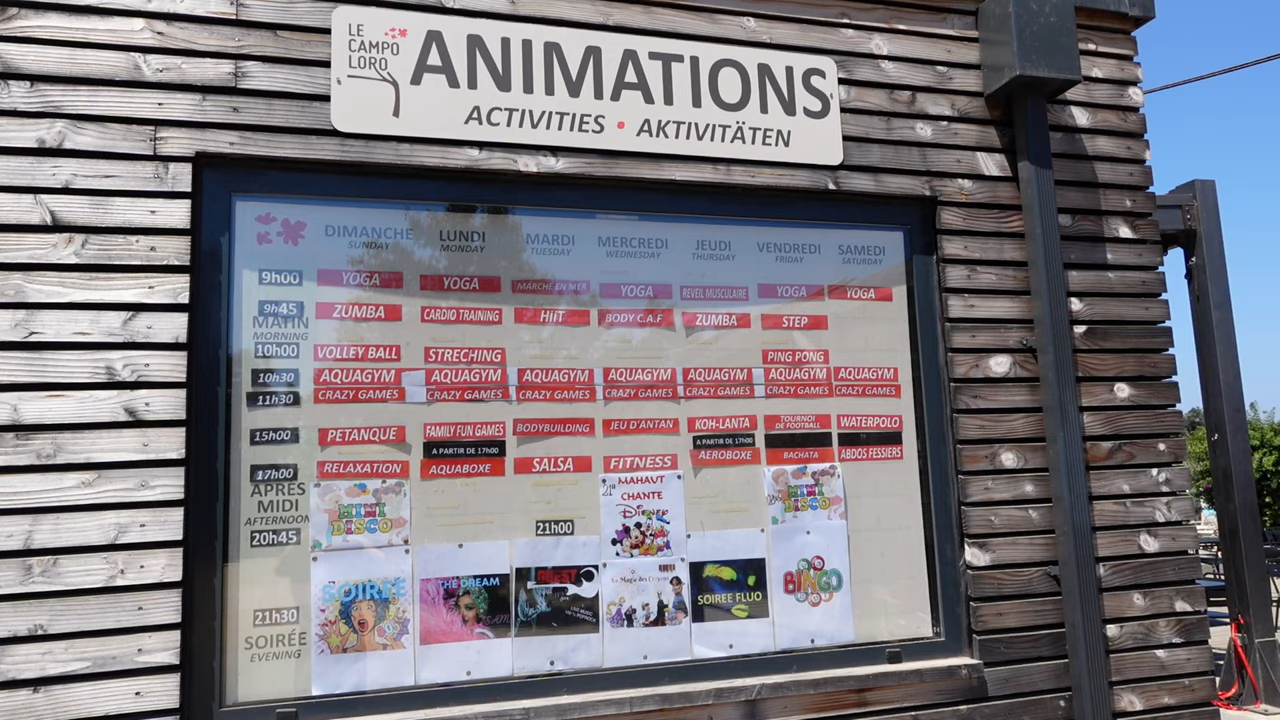 LE
CAMPO
LORO
ANIMATIONS
ACTIVITIES • AKTIVITÄTEN
DIMANCHE LUNDI MARDI MERCREDI JEUDI VENDREDI SAMEDI
SUNDAY MONDAY TUESDAY WEDNESDAY THURSDAY FRIDAY SATURDAY
9h00 YOGA YOGA MARCHE EN MER YOGA REVEIL MUSCULAIRE YOGA YOGA
9h45 ZUMBA CARDIO TRAINING HIIT BODY C.A.F ZUMBA STEP
MATIN
MORNING
10h00 VOLLEY BALL STRECHING PING PONG
10h30 AQUAGYM AQUAGYM AQUAGYM AQUAGYM AQUAGYM AQUAGYM AQUAGYM
11h30 CRAZY GAMES CRAZY GAMES CRAZY GAMES CRAZY GAMES CRAZY GAMES CRAZY GAMES CRAZY GAMES
15h00 PETANQUE FAMILY FUN GAMES BODYBUILDING JEU D'ANTAN KOH-LANTA TOURNOI DE FOOTBALL WATERPOLO
A PARTIR DE 17h00 A PARTIR DE 17h00
17h00 RELAXATION AQUABOXE SALSA FITNESS AEROBOXE BACHATA ABDOS FESSIERS
APRÈS
MIDI
AFTERNOON
20h45
MINI
DISCO
21h00
MAHAUT
CHANTE
DISNEY
MINI
DISCO
21h30
SOIRÉE
EVENING
SOIRÉE
THE DREAM
La Magie des Crayons
SOIREE FLUO
BINGO